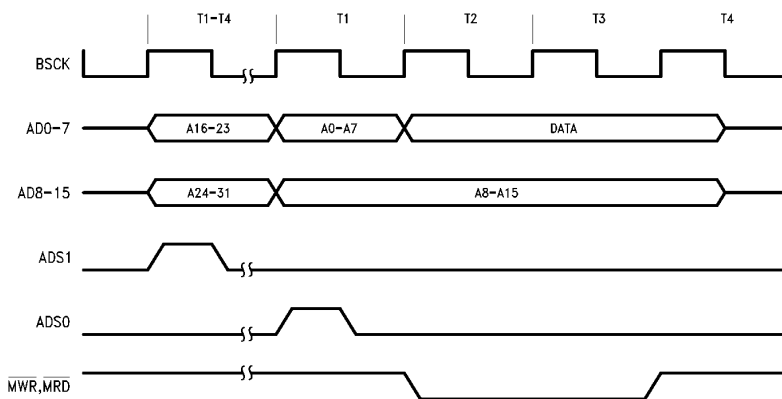 T1-T4 T1 T2 T3 T4
BSCK
AD0-7 A16-23 A0-A7 DATA
AD8-15 A24-31 A8-A15
ADS1
ADS0
MWR,MRD